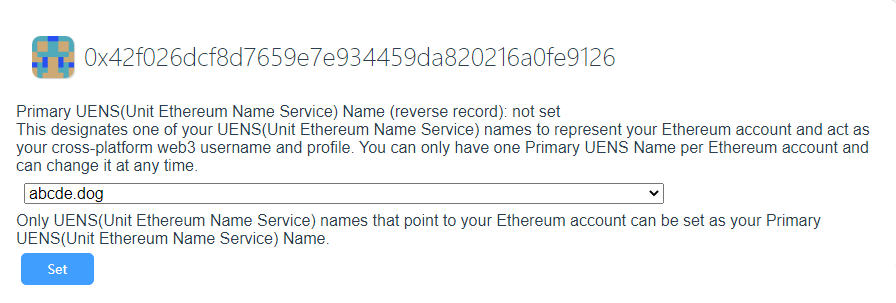 0x42f026dcf8d7659e7e934459da820216a0fe9126
Primary UENS(Unit Ethereum Name Service) Name (reverse record): not set
This designates one of your UENS(Unit Ethereum Name Service) names to represent your Ethereum account and act as
your cross-platform web3 username and profile. You can only have one Primary UENS Name per Ethereum account and
can change it at any time.
abcde.dog
Only UENS(Unit Ethereum Name Service) names that point to your Ethereum account can be set as your Primary
UENS(Unit Ethereum Name Service) Name.
Set